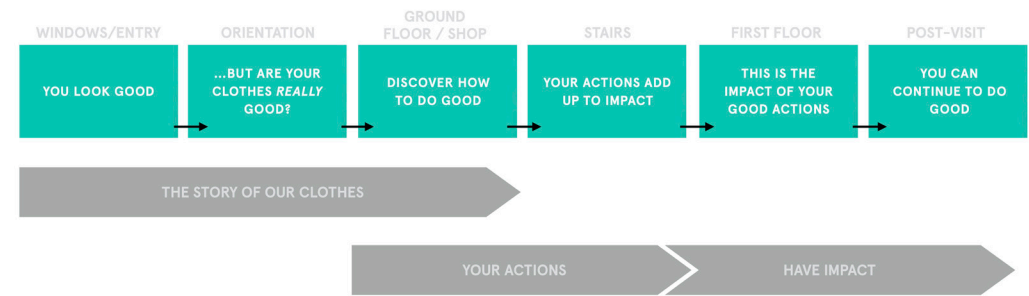 WINDOWS/ENTRY
ORIENTATION
GROUND
FLOOR / SHOP
STAIRS
FIRST FLOOR
POST-VISIT
YOU LOOK GOOD
...BUT ARE YOUR
CLOTHES REALLY
GOOD?
DISCOVER HOW
TO DO GOOD
YOUR ACTIONS ADD
UP TO IMPACT
THIS IS THE
IMPACT OF YOUR
GOOD ACTIONS
YOU CAN
CONTINUE TO DO
GOOD
THE STORY OF OUR CLOTHES
YOUR ACTIONS
HAVE IMPACT